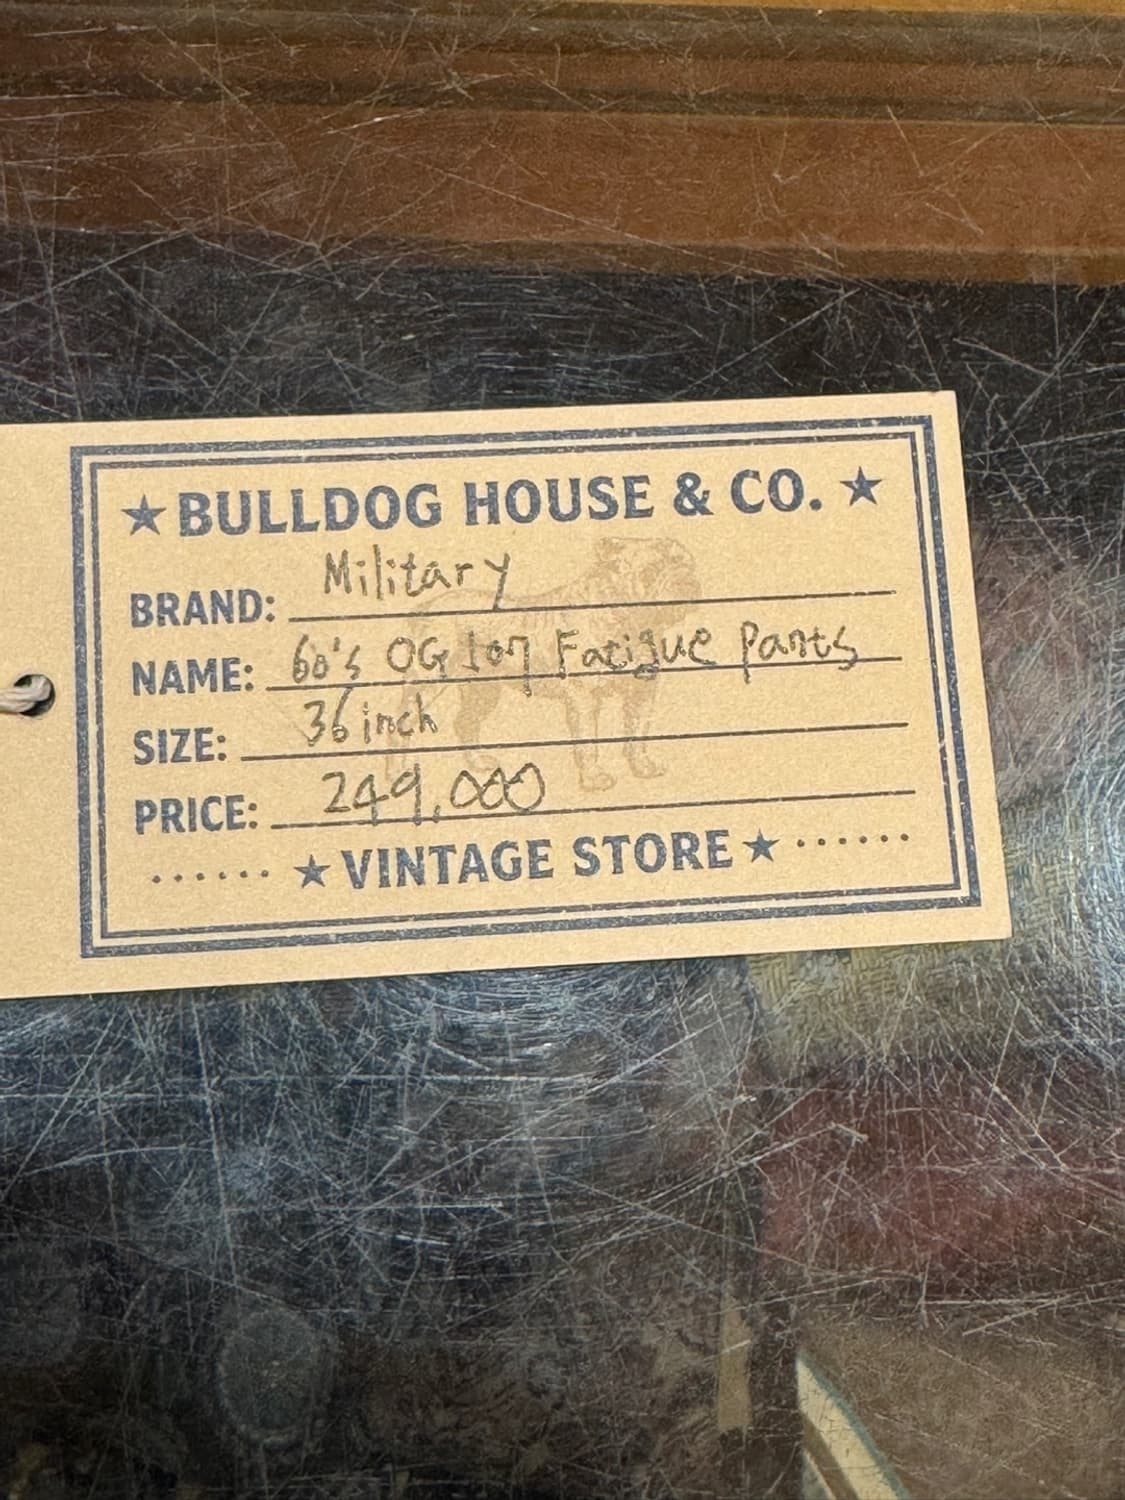 ★ BULLDOG HOUSE & CO. ★
BRAND: Military
NAME: 60's OG 107 Fatigue Pants
SIZE: 36 inch
PRICE: 249,000
...... ★ VINTAGE STORE ★ ......